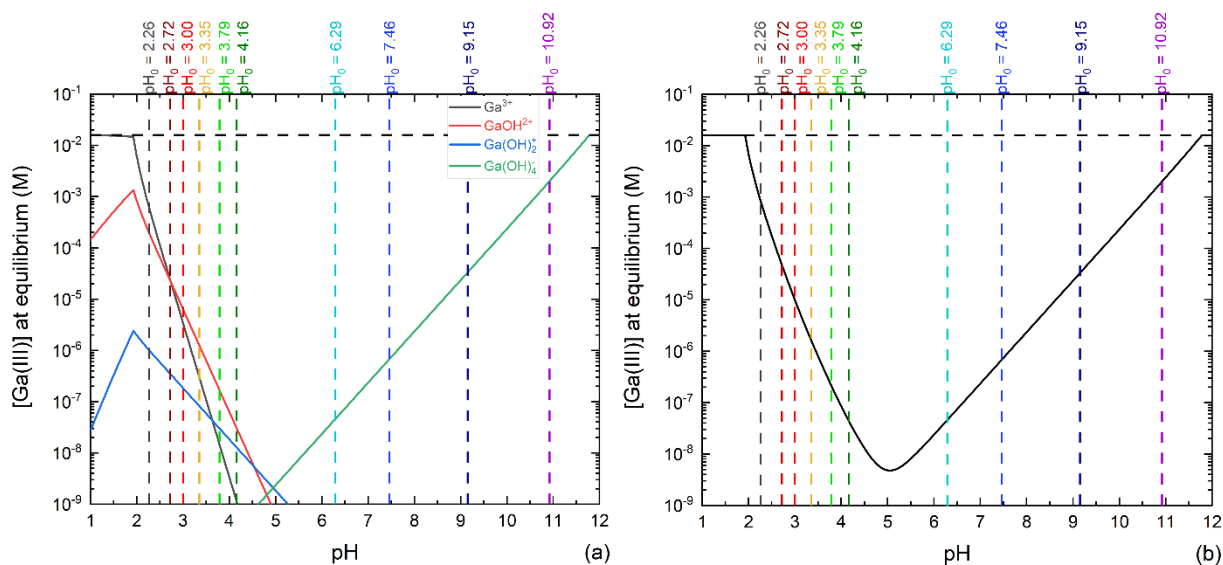 pH₀ = 2.26
pH₀ = 2.72
pH₀ = 3.00
pH₀ = 3.35
pH₀ = 3.79
pH₀ = 4.16
pH₀ = 6.29
pH₀ = 7.46
pH₀ = 9.15
pH₀ = 10.92
10⁻¹
10⁻²
10⁻³
10⁻⁴
10⁻⁵
10⁻⁶
10⁻⁷
10⁻⁸
10⁻⁹
[Ga(III)] at equilibrium (M)
Ga³⁺
GaOH²⁺
Ga(OH)₂⁺
Ga(OH)₄⁻
1 2 3 4 5 6 7 8 9 10 11 12
pH
(a)
pH₀ = 2.26
pH₀ = 2.72
pH₀ = 3.00
pH₀ = 3.35
pH₀ = 3.79
pH₀ = 4.16
pH₀ = 6.29
pH₀ = 7.46
pH₀ = 9.15
pH₀ = 10.92
10⁻¹
10⁻²
10⁻³
10⁻⁴
10⁻⁵
10⁻⁶
10⁻⁷
10⁻⁸
10⁻⁹
[Ga(III)] at equilibrium (M)
1 2 3 4 5 6 7 8 9 10 11 12
pH
(b)